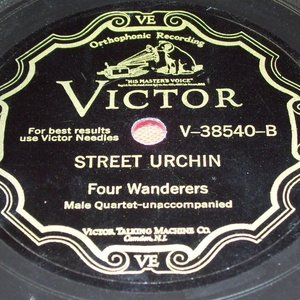 VE
Orthophonic Recording
"HIS MASTER'S VOICE"
VICTOR
For best results
use Victor Needles
V-38540-B
STREET URCHIN
Four Wanderers
Male Quartet-unaccompanied
VICTOR TALKING MACHINE CO.
Camden, N.J.
VE